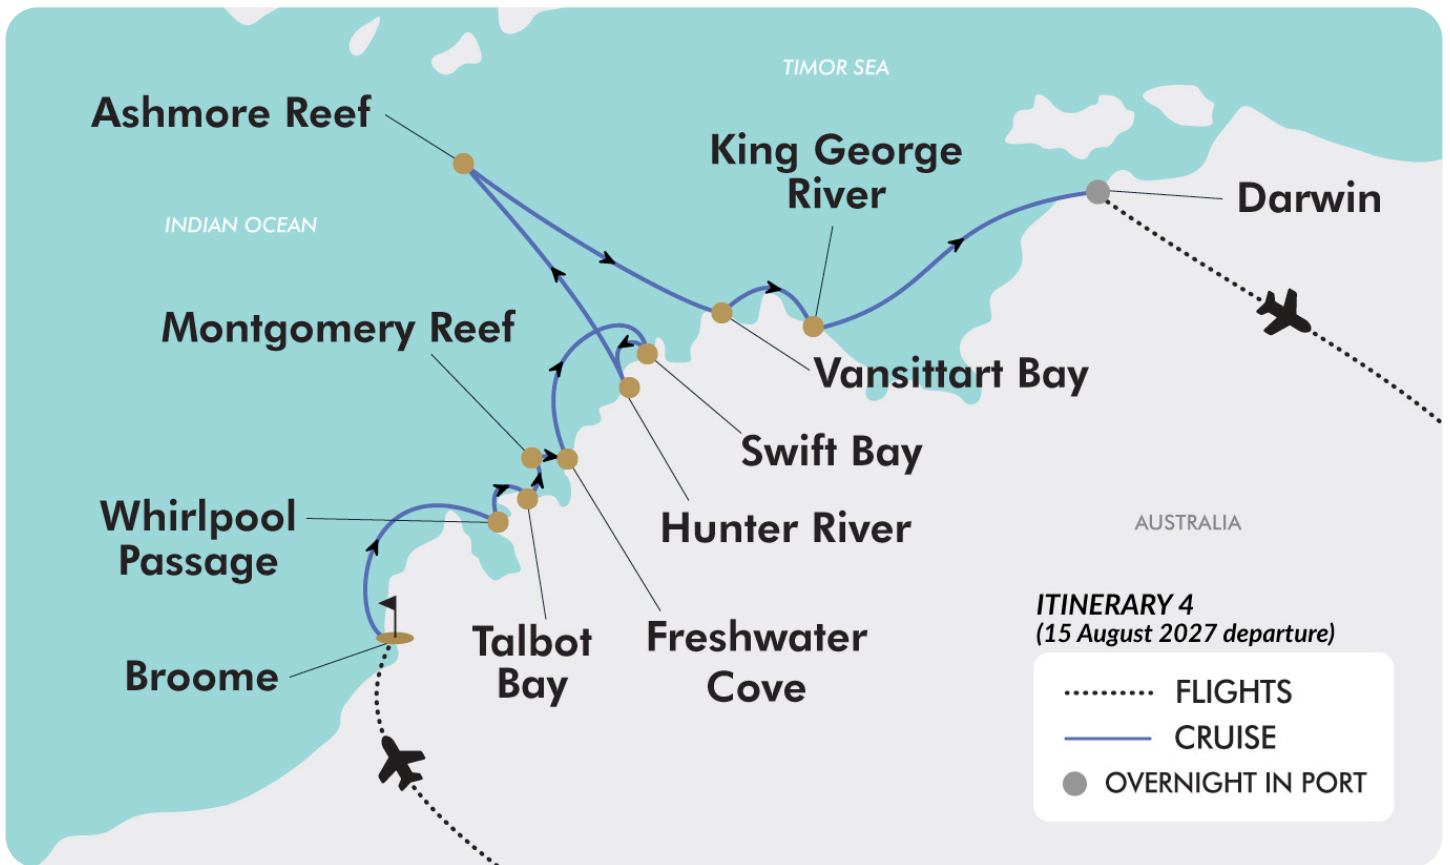 TIMOR SEA
Ashmore Reef
King George
River
Darwin
INDIAN OCEAN
Montgomery Reef
Vansittart Bay
Swift Bay
Whirlpool
Passage
Hunter River
AUSTRALIA
Talbot
Bay
Freshwater
Cove
Broome
ITINERARY 4
(15 August 2027 departure)
FLIGHTS
CRUISE
OVERNIGHT IN PORT